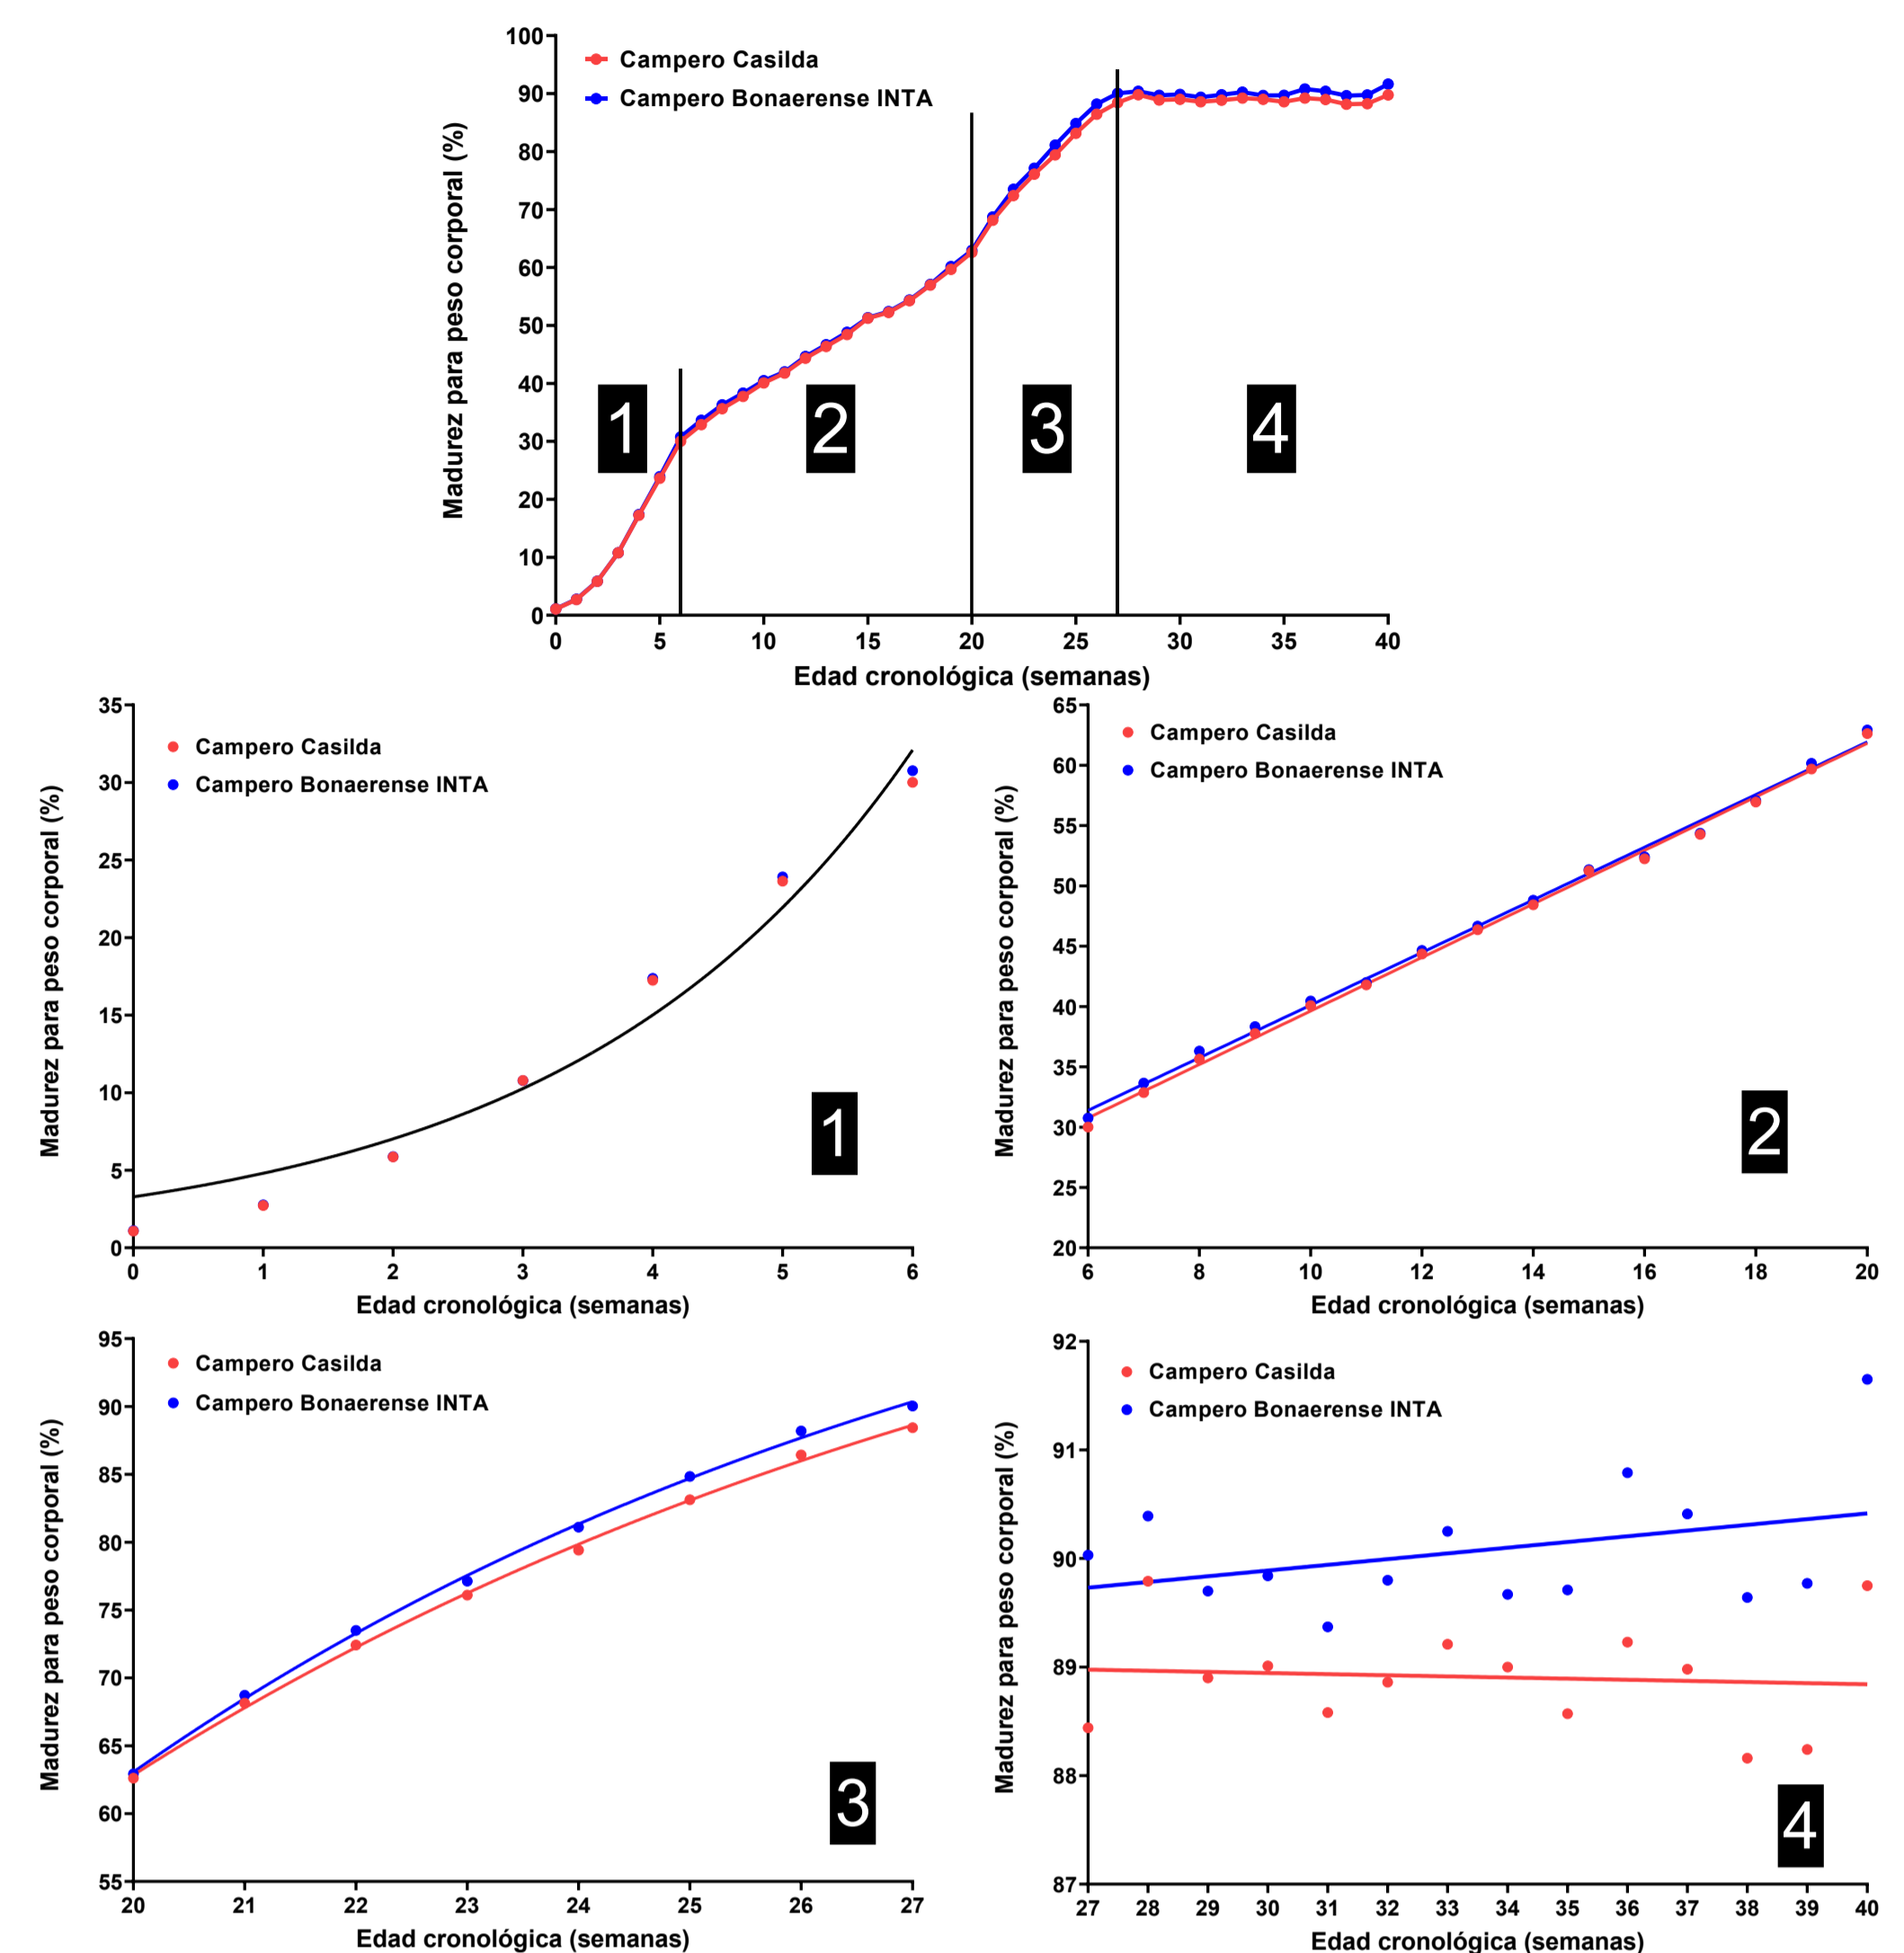 100
90
80
70
60
50
40
30
20
10
0
Madurez para peso corporal (%)
Campero Casilda
Campero Bonaerense INTA
1 2 3 4
0 5 10 15 20 25 30 35 40
Edad cronológica (semanas)
35
30
25
20
15
10
5
0
Madurez para peso corporal (%)
Campero Casilda
Campero Bonaerense INTA
1
0 1 2 3 4 5 6
Edad cronológica (semanas)
65
60
55
50
45
40
35
30
25
20
Madurez para peso corporal (%)
Campero Casilda
Campero Bonaerense INTA
2
6 8 10 12 14 16 18 20
Edad cronológica (semanas)
95
90
85
80
75
70
65
60
55
Madurez para peso corporal (%)
Campero Casilda
Campero Bonaerense INTA
3
20 21 22 23 24 25 26 27
Edad cronológica (semanas)
92
91
90
89
88
87
Madurez para peso corporal (%)
Campero Casilda
Campero Bonaerense INTA
4
27 28 29 30 31 32 33 34 35 36 37 38 39 40
Edad cronológica (semanas)